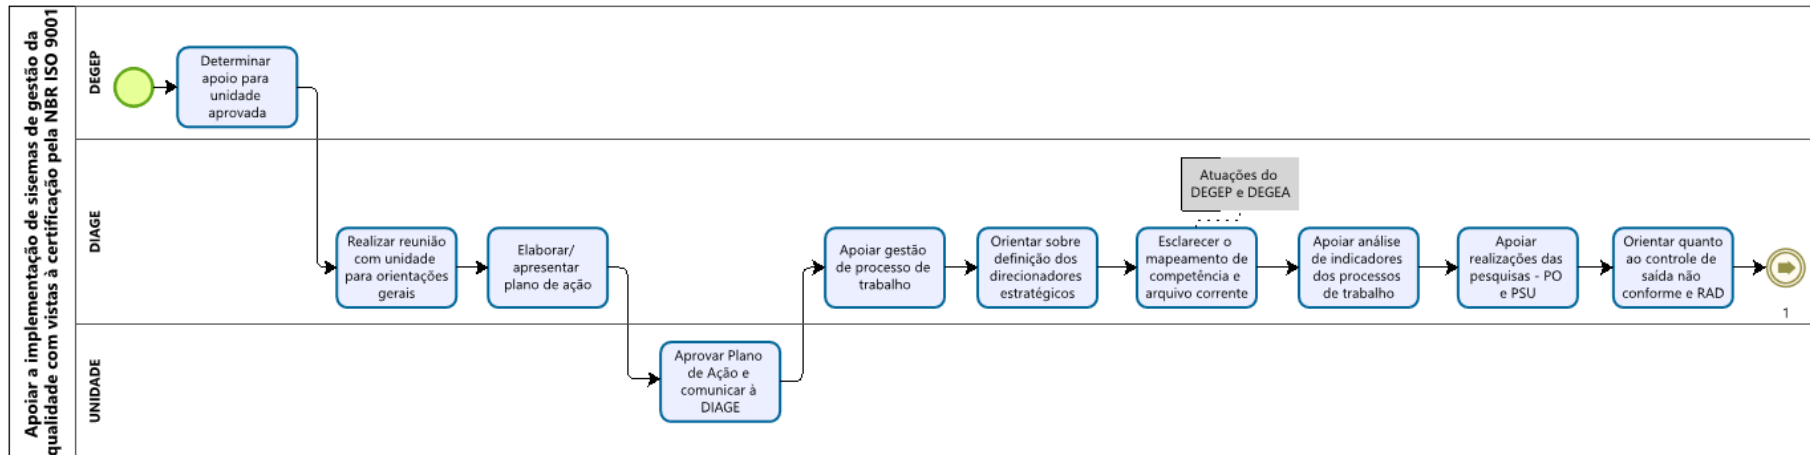 Apoiar a implementação de sisemas de gestão da
qualidade com vistas à certificação pela NBR ISO 9001
DEGEP
Determinar
apoio para
unidade
aprovada
DIAGE
Realizar reunião
com unidade
para orientações
gerais
Elaborar/
apresentar
plano de ação
Apoiar gestão
de processo de
trabalho
Orientar sobre
definição dos
direcionadores
estratégicos
Atuações do
DEGEP e DEGEA
Esclarecer o
mapeamento de
competência e
arquivo corrente
Apoiar análise
de indicadores
dos processos
de trabalho
Apoiar
realizações das
pesquisas - PO
e PSU
Orientar quanto
ao controle de
saída não
conforme e RAD
1
UNIDADE
Aprovar Plano
de Ação e
comunicar à
DIAGE